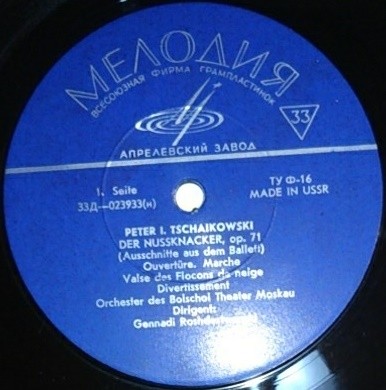 МЕЛОДИЯ
ВСЕСОЮЗНАЯ ФИРМА ГРАМПЛАСТИНОК
33
АПРЕЛЕВСКИЙ ЗАВОД
1. Seite
33Д—023933(н)
ТУ Ф-16
MADE IN USSR
PETER I. TSCHAIKOWSKI
DER NUSSKNACKER, op. 71
(Ausschnitte aus dem Ballett)
Ouvertüre. Marche
Valse des Flocons de neige
Divertissement
Orchester des Bolschoi Theater Moskau
Dirigent:
Gennadi